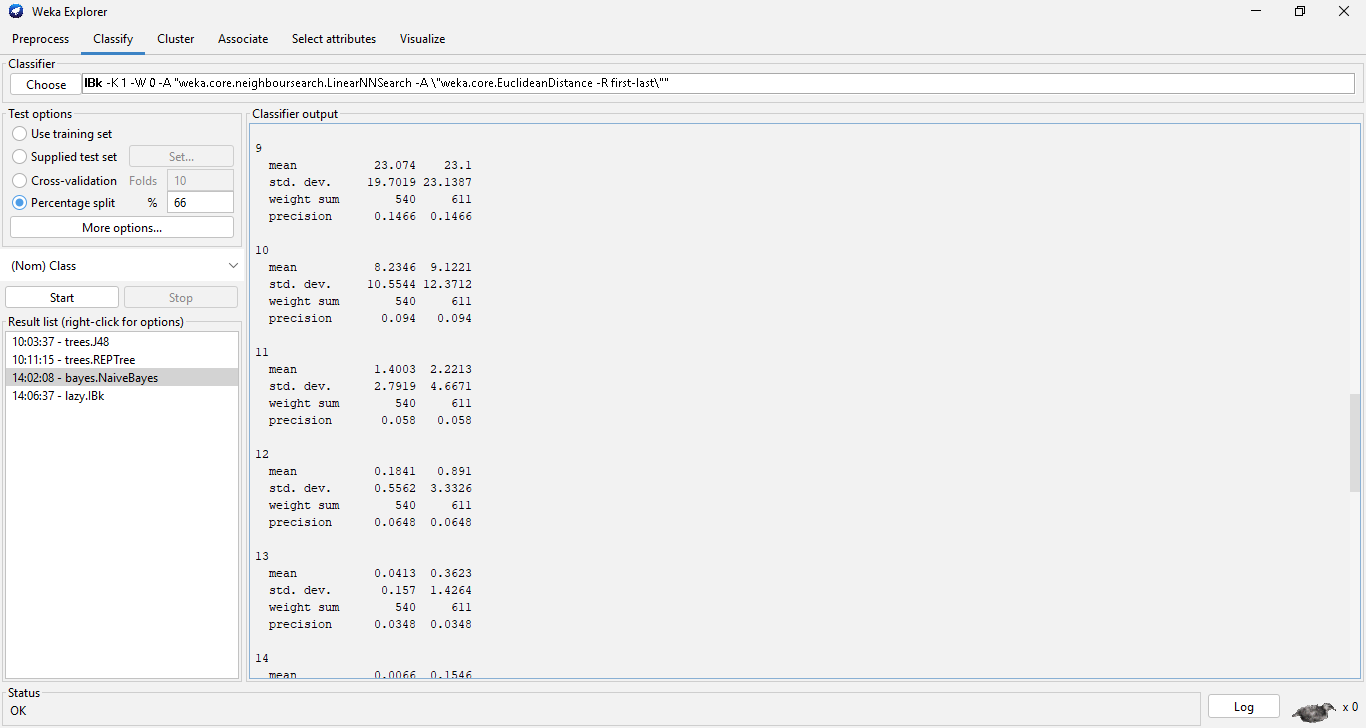 Weka Explorer
Preprocess Classify Cluster Associate Select attributes Visualize
Classifier
Choose IBk -K 1 -W 0 -A "weka.core.neighboursearch.LinearNNSearch -A \"weka.core.EuclideanDistance -R first-last\""
Test options
Use training set
Supplied test set Set...
Cross-validation Folds 10
Percentage split % 66
More options...
(Nom) Class
Start Stop
Result list (right-click for options)
10:03:37 - trees.J48
10:11:15 - trees.REPTree
14:02:08 - bayes.NaiveBayes
14:06:37 - lazy.IBk
Classifier output
9
mean 23.074 23.1
std. dev. 19.7019 23.1387
weight sum 540 611
precision 0.1466 0.1466
10
mean 8.2346 9.1221
std. dev. 10.5544 12.3712
weight sum 540 611
precision 0.094 0.094
11
mean 1.4003 2.2213
std. dev. 2.7919 4.6671
weight sum 540 611
precision 0.058 0.058
12
mean 0.1841 0.891
std. dev. 0.5562 3.3326
weight sum 540 611
precision 0.0648 0.0648
13
mean 0.0413 0.3623
std. dev. 0.157 1.4264
weight sum 540 611
precision 0.0348 0.0348
14
mean 0.0066 0.1546
Status
OK
Log x 0